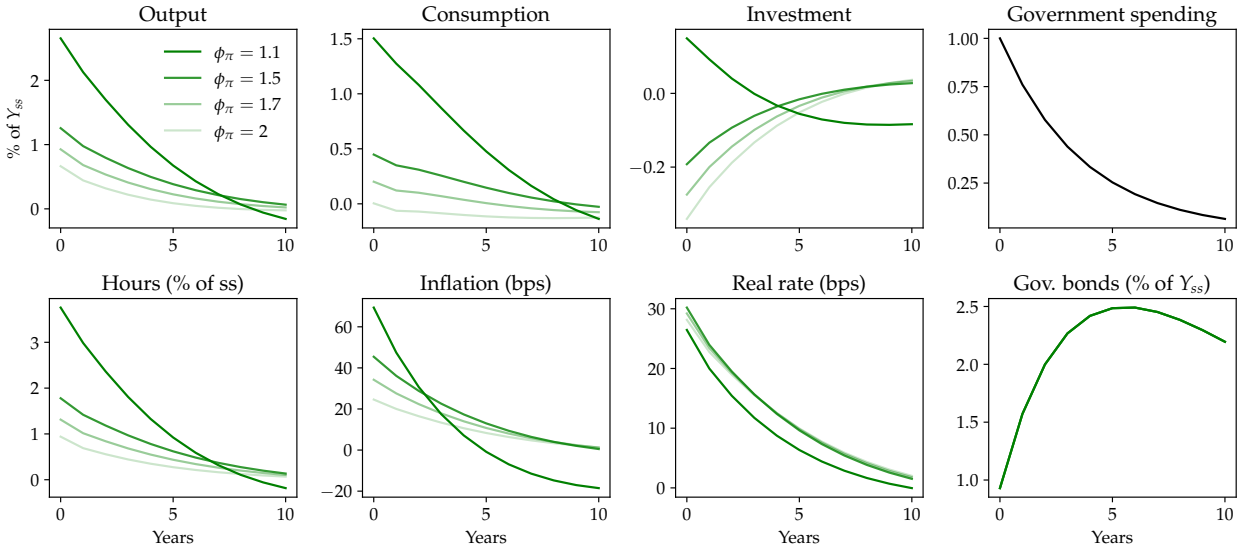 Output
Consumption
Investment
Government spending
% of Y_ss
2
1
0
0
5
10
Years
ϕ_π = 1.1
ϕ_π = 1.5
ϕ_π = 1.7
ϕ_π = 2
1.5
1.0
0.5
0.0
0
5
10
Years
0.0
−0.2
0
5
10
Years
1.00
0.75
0.50
0.25
0
5
10
Hours (% of ss)
Inflation (bps)
Real rate (bps)
Gov. bonds (% of Y_ss)
3
2
1
0
0
5
10
Years
60
40
20
0
−20
0
5
10
Years
30
20
10
0
0
5
10
Years
2.5
2.0
1.5
1.0
0
5
10
Years